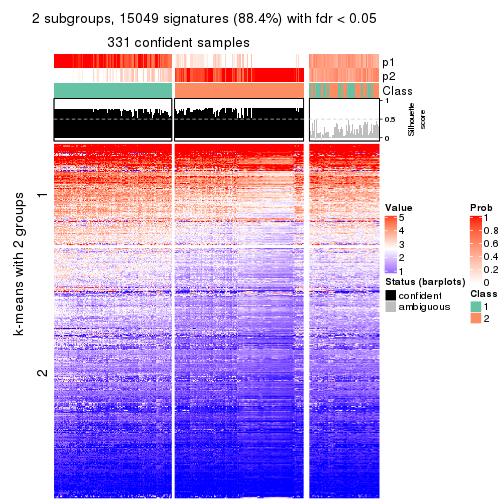 2 subgroups, 15049 signatures (88.4%) with fdr < 0.05
331 confident samples
p1
p2
Class
1
0.5
0
Silhouette
score
k-means with 2 groups
1
2
Value
5
4
3
2
1
Status (barplots)
confident
ambiguous
Prob
1
0.8
0.6
0.4
0.2
0
Class
1
2